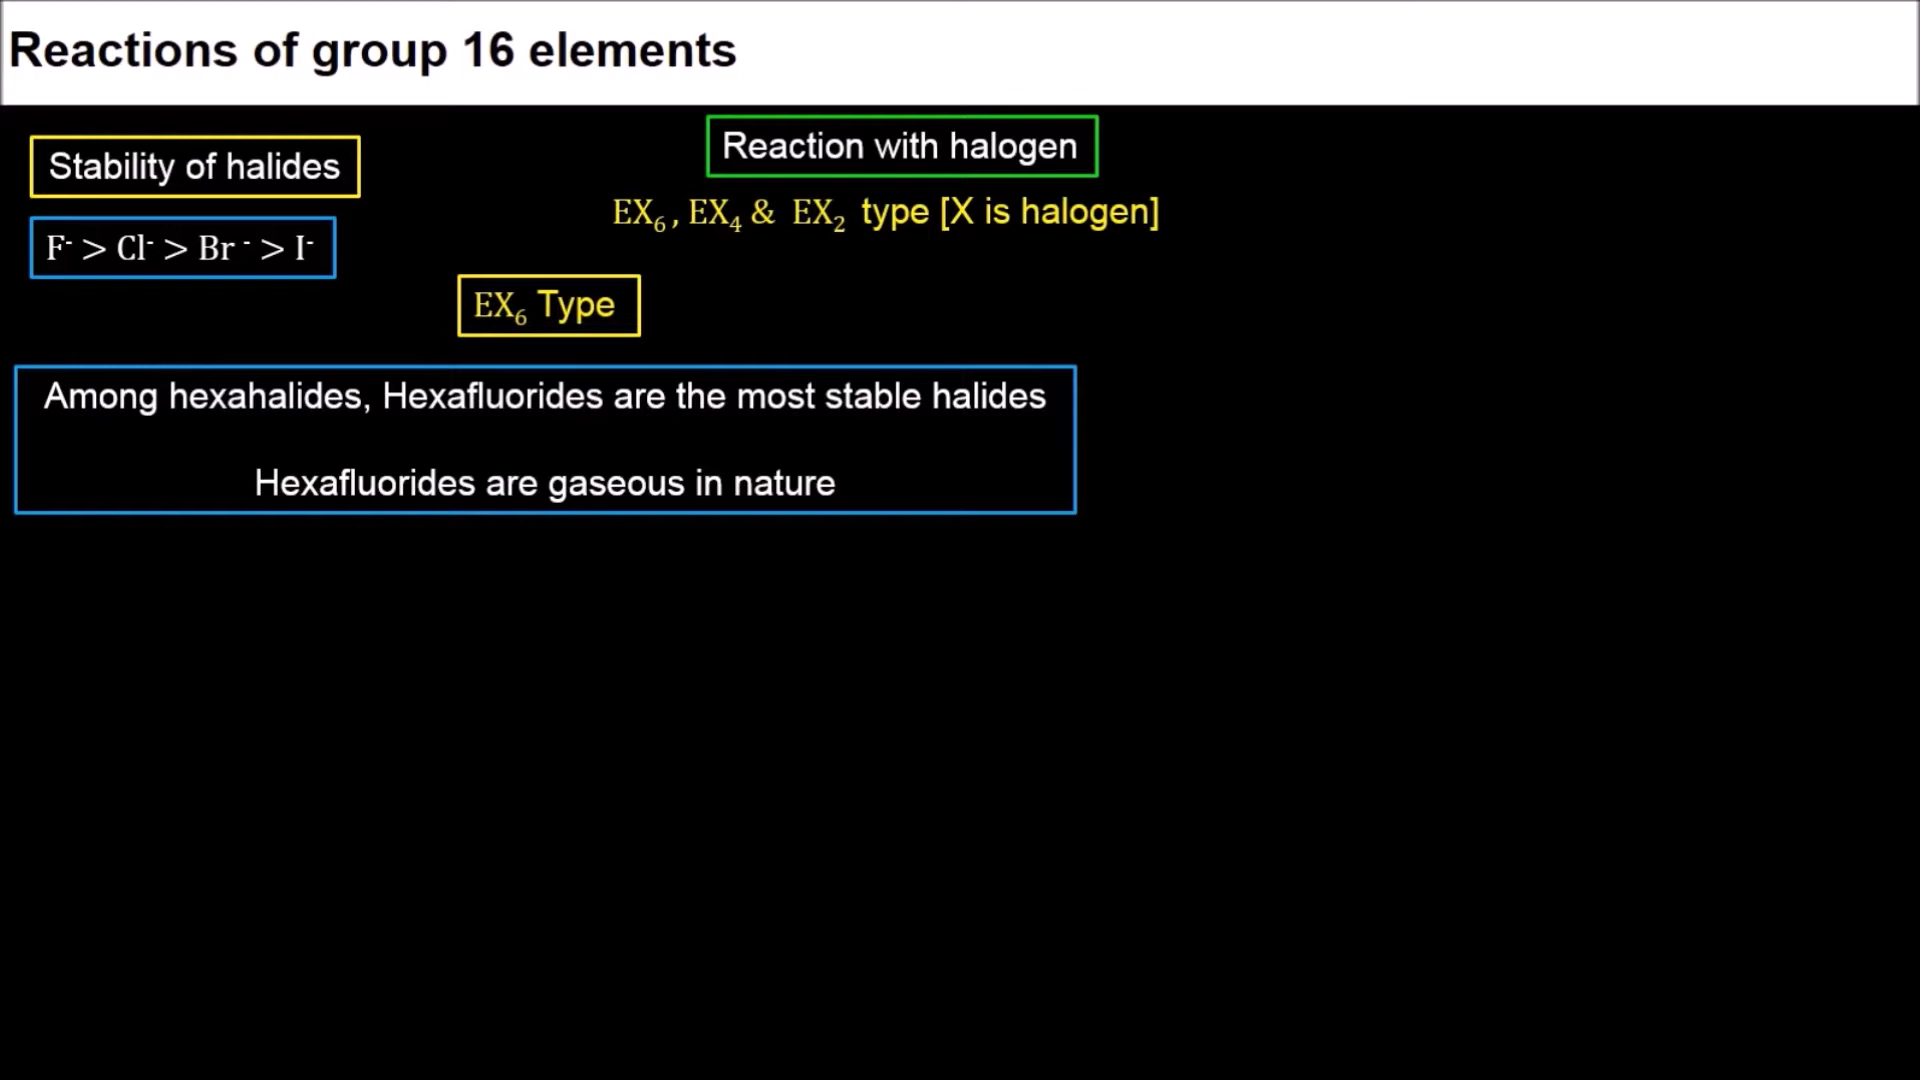 Reactions of group 16 elements
Reaction with halogen
Stability of halides
EX₆ , EX₄ & EX₂ type [X is halogen]
F⁻ > Cl⁻ > Br ⁻ > I⁻
EX₆ Type
Among hexahalides, Hexafluorides are the most stable halides
Hexafluorides are gaseous in nature